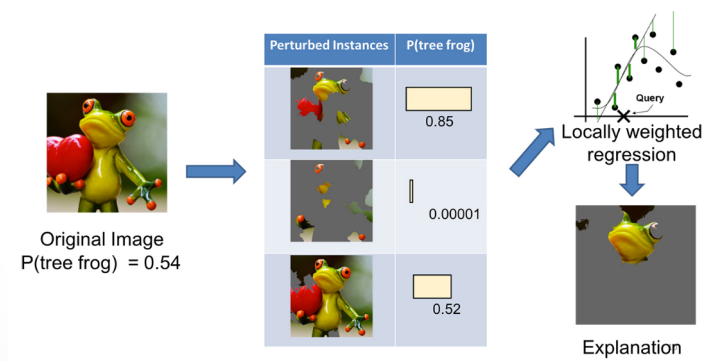 Original Image
P(tree frog) = 0.54
Perturbed Instances
P(tree frog)
0.85
0.00001
0.52
Query
Locally weighted
regression
Explanation